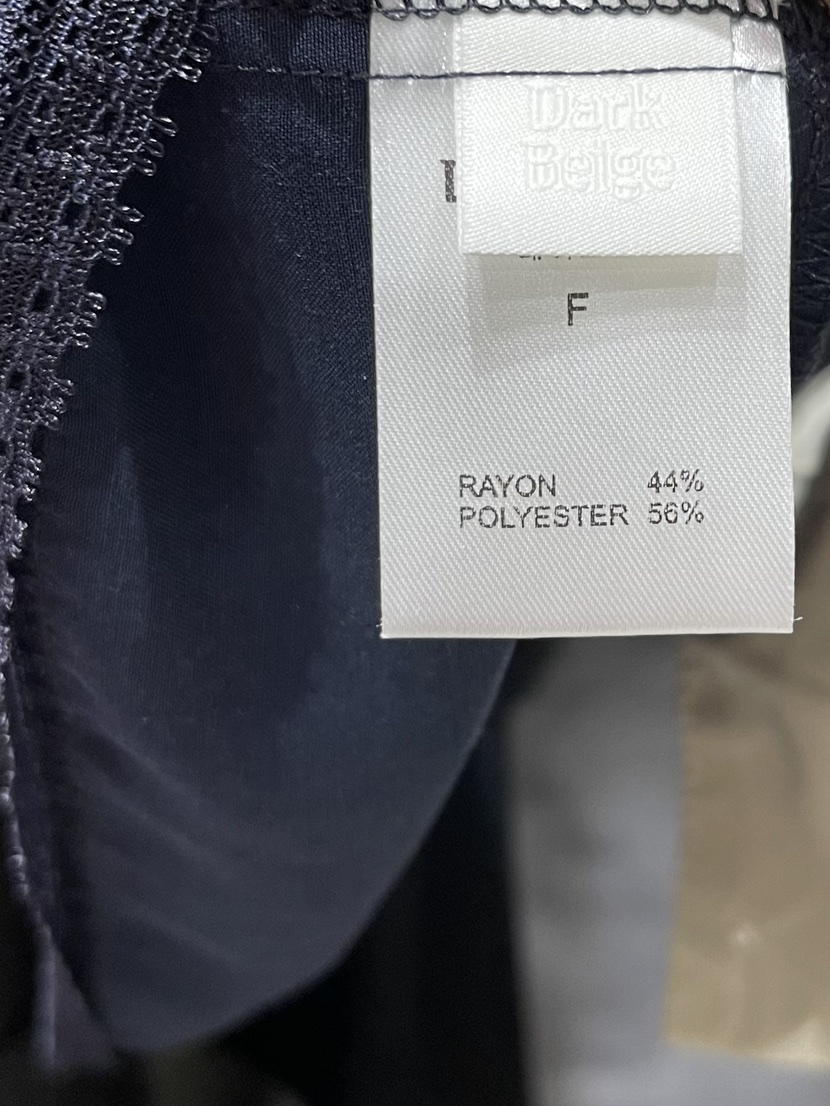 Dark
Beige
F
RAYON 44%
POLYESTER 56%